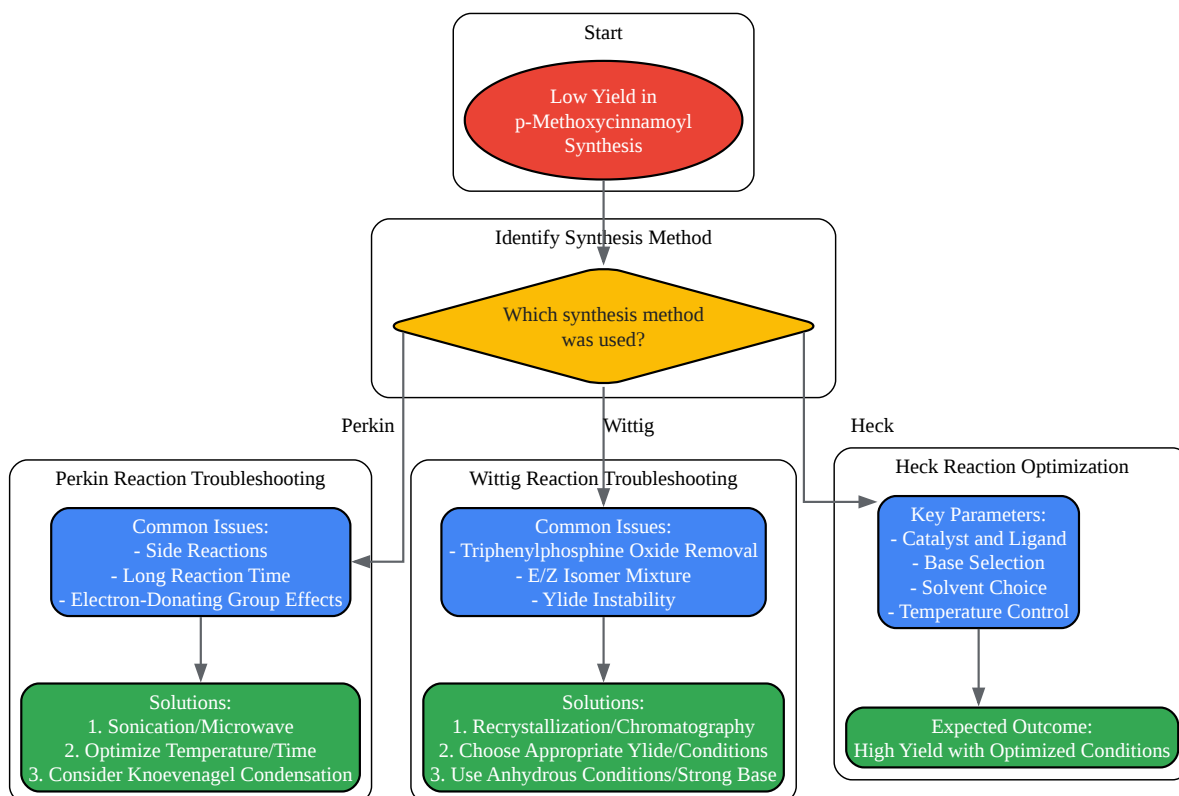 Start
Low Yield in
p-Methoxycinnamoyl
Synthesis
Identify Synthesis Method
Which synthesis method
was used?
Perkin
Wittig
Heck
Perkin Reaction Troubleshooting
Common Issues:
- Side Reactions
- Long Reaction Time
- Electron-Donating Group Effects
Solutions:
1. Sonication/Microwave
2. Optimize Temperature/Time
3. Consider Knoevenagel Condensation
Wittig Reaction Troubleshooting
Common Issues:
- Triphenylphosphine Oxide Removal
- E/Z Isomer Mixture
- Ylide Instability
Solutions:
1. Recrystallization/Chromatography
2. Choose Appropriate Ylide/Conditions
3. Use Anhydrous Conditions/Strong Base
Heck Reaction Optimization
Key Parameters:
- Catalyst and Ligand
- Base Selection
- Solvent Choice
- Temperature Control
Expected Outcome:
High Yield with Optimized Conditions